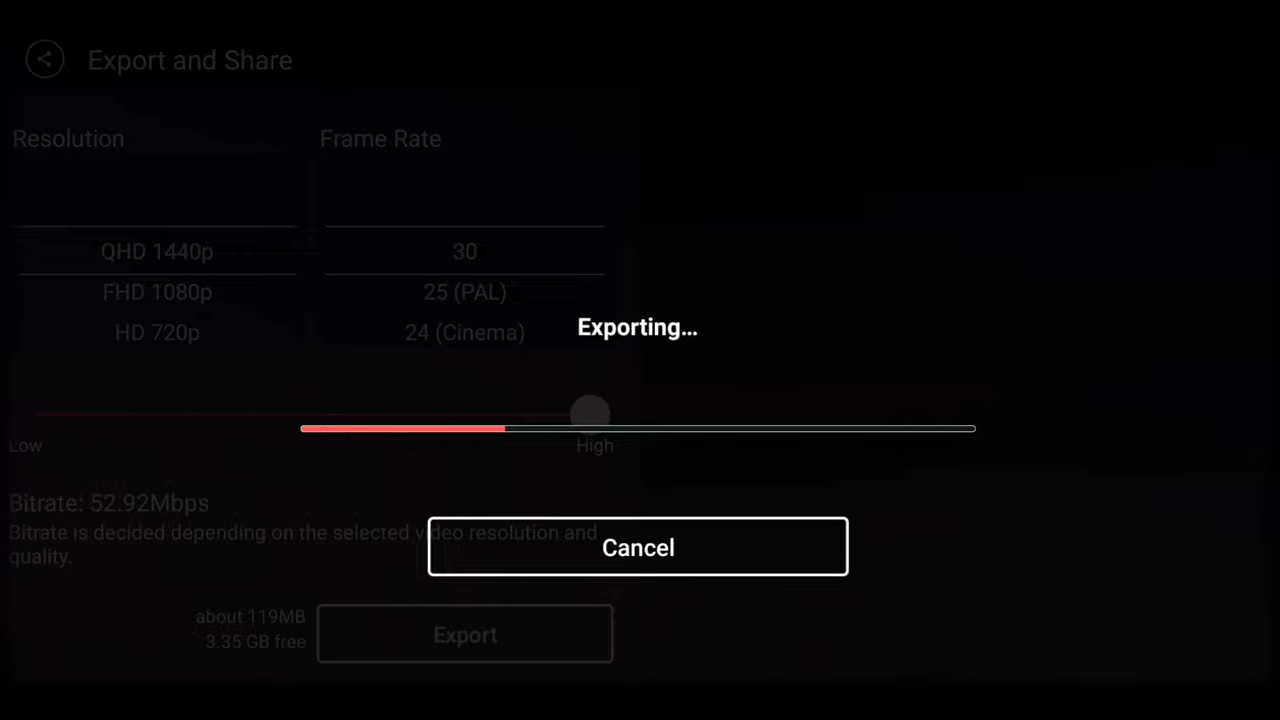 Export and Share
Resolution
Frame Rate
QHD 1440p
30
FHD 1080p
25 (PAL)
HD 720p
24 (Cinema)
Exporting...
Low
High
Bitrate: 52.92Mbps
Bitrate is decided depending on the selected video resolution and
quality.
Cancel
about 119MB
3.35 GB free
Export